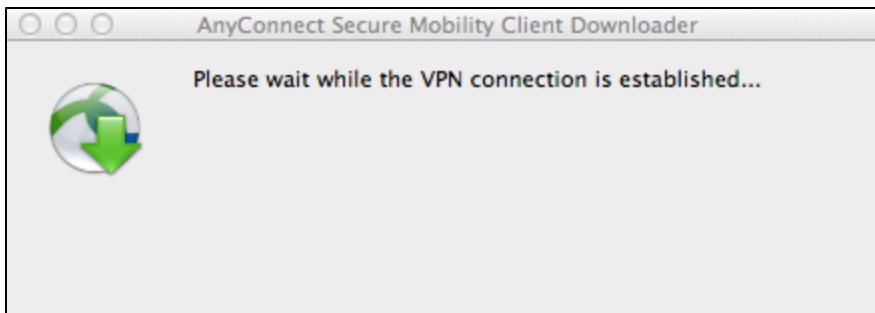 AnyConnect Secure Mobility Client Downloader
Please wait while the VPN connection is established...